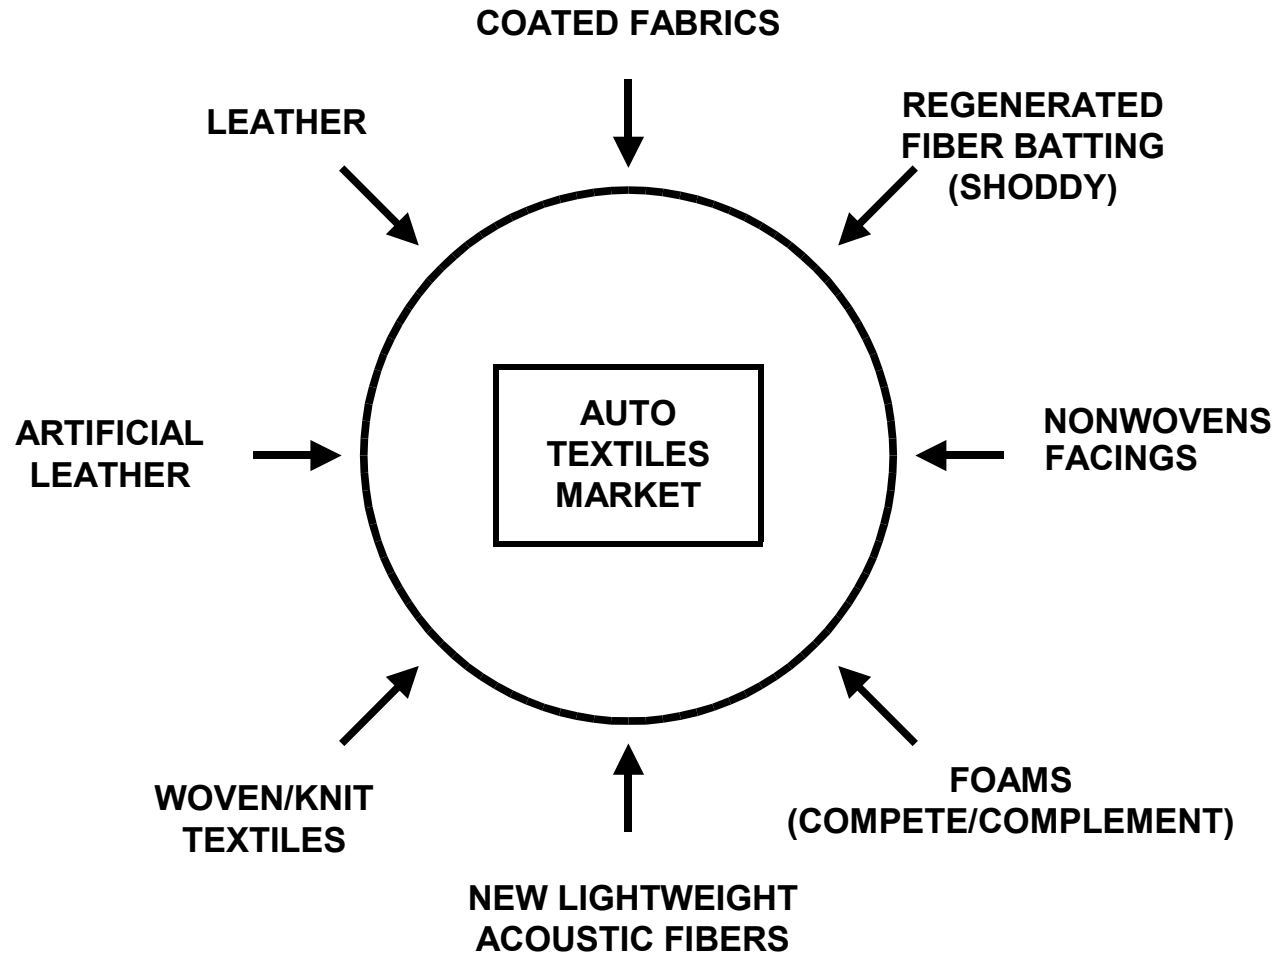 COATED FABRICS
LEATHER
REGENERATED
FIBER BATTING
(SHODDY)
ARTIFICIAL
LEATHER
AUTO
TEXTILES
MARKET
NONWOVENS
FACINGS
WOVEN/KNIT
TEXTILES
FOAMS
(COMPETE/COMPLEMENT)
NEW LIGHTWEIGHT
ACOUSTIC FIBERS